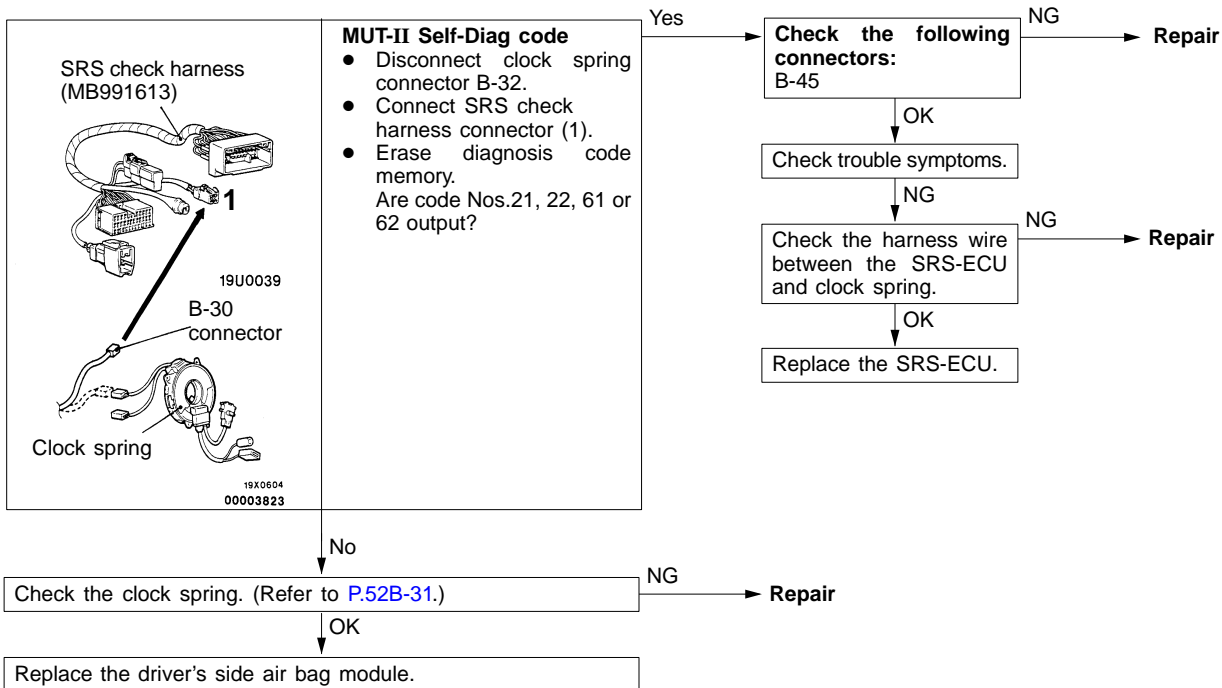 SRS check harness
(MB991613)
1
19U0039
B-30
connector
Clock spring
19X0604
00003823
MUT-II Self-Diag code
● Disconnect clock spring
connector B-32.
● Connect SRS check
harness connector (1).
● Erase diagnosis code
memory.
Are code Nos.21, 22, 61 or
62 output?
Yes
Check the following
connectors:
B-45
NG
Repair
OK
Check trouble symptoms.
NG
Check the harness wire
between the SRS-ECU
and clock spring.
NG
Repair
OK
Replace the SRS-ECU.
No
Check the clock spring. (Refer to P.52B-31.)
NG
Repair
OK
Replace the driver's side air bag module.